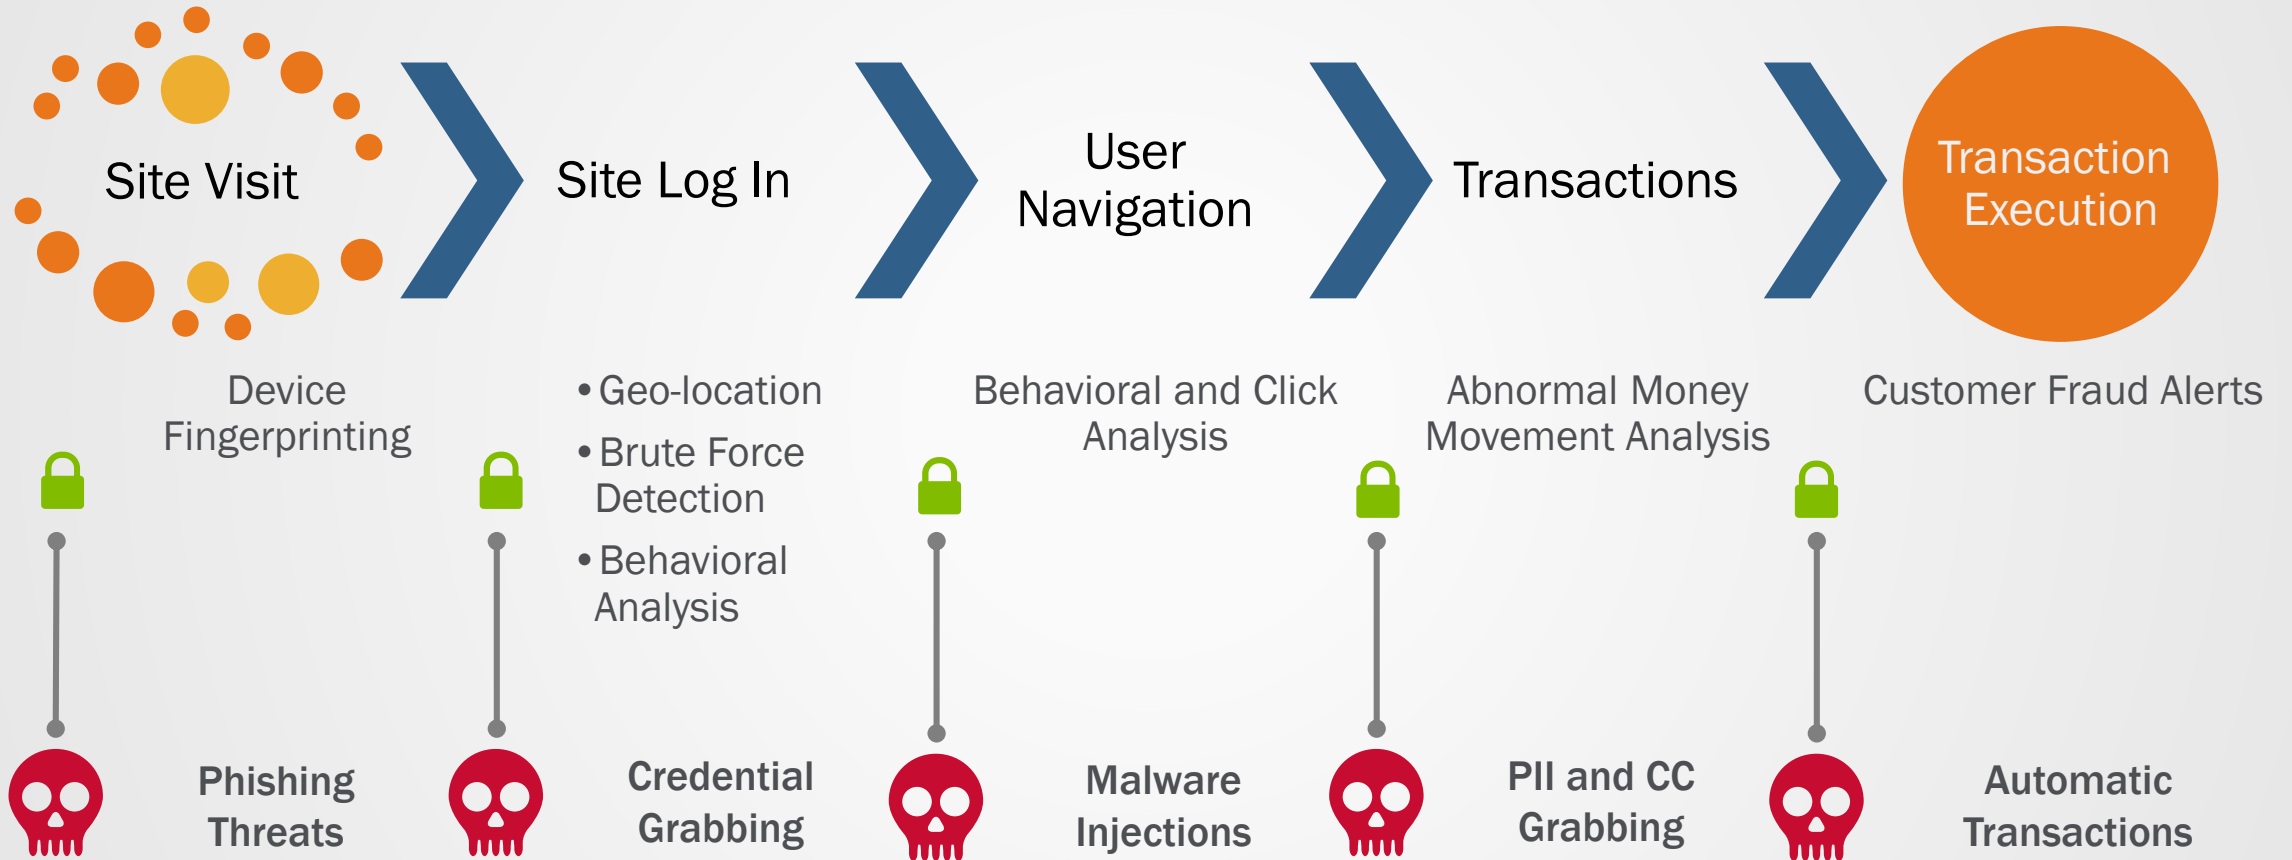 Site Visit
Site Log In
User
Navigation
Transactions
Transaction
Execution
Device
Fingerprinting
• Geo-location
• Brute Force
Detection
• Behavioral
Analysis
Behavioral and Click
Analysis
Abnormal Money
Movement Analysis
Customer Fraud Alerts
Phishing
Threats
Credential
Grabbing
Malware
Injections
PII and CC
Grabbing
Automatic
Transactions